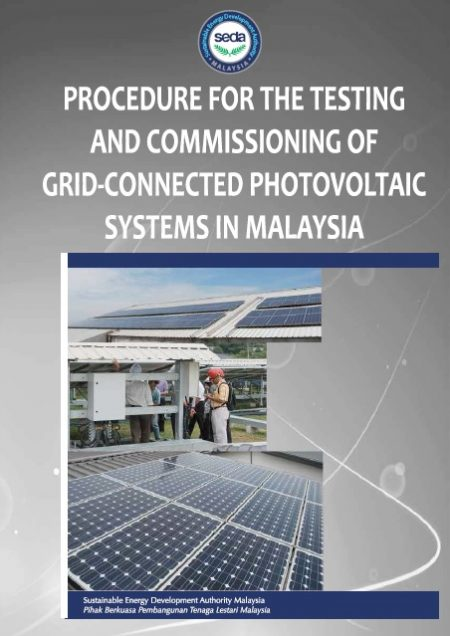 Sustainable Energy Development Authority
seda
MALAYSIA
PROCEDURE FOR THE TESTING
AND COMMISSIONING OF
GRID-CONNECTED PHOTOVOLTAIC
SYSTEMS IN MALAYSIA
Sustainable Energy Development Authority Malaysia
Pihak Berkuasa Pembangunan Tenaga Lestari Malaysia